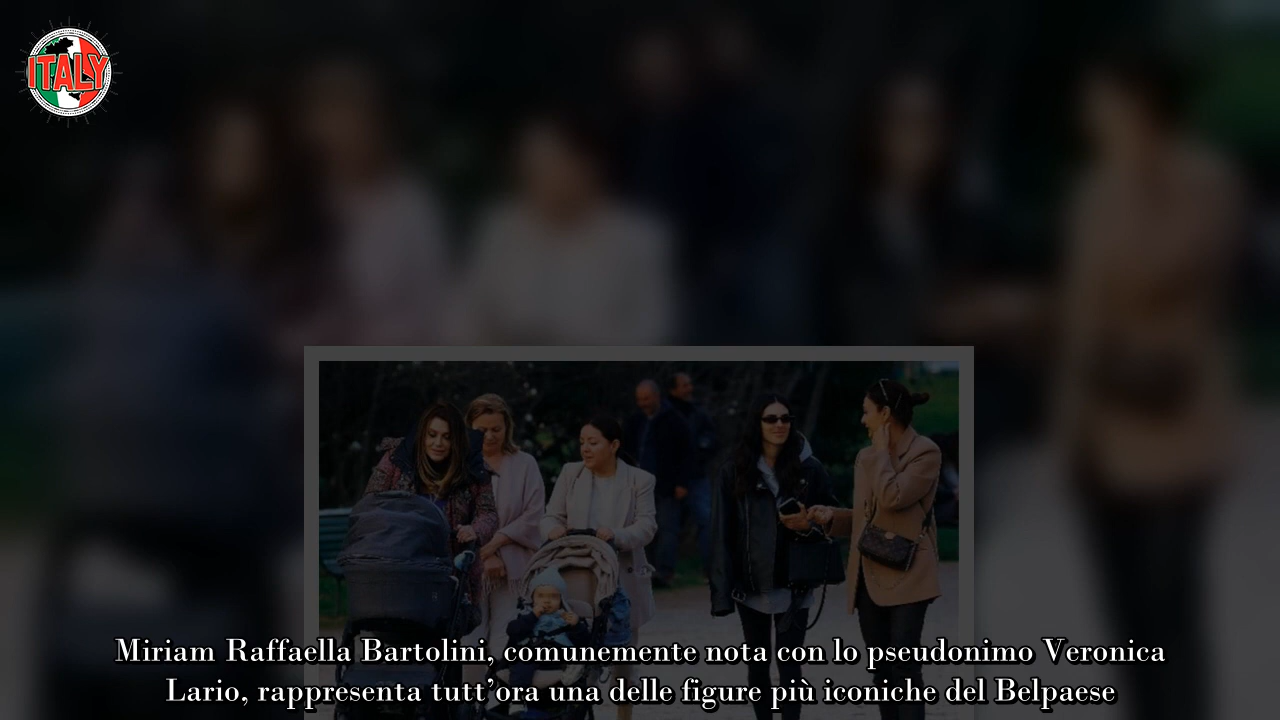 ITALY
Miriam Raffaella Bartolini, comunemente nota con lo pseudonimo Veronica
Lario, rappresenta tutt’ora una delle figure più iconiche del Belpaese